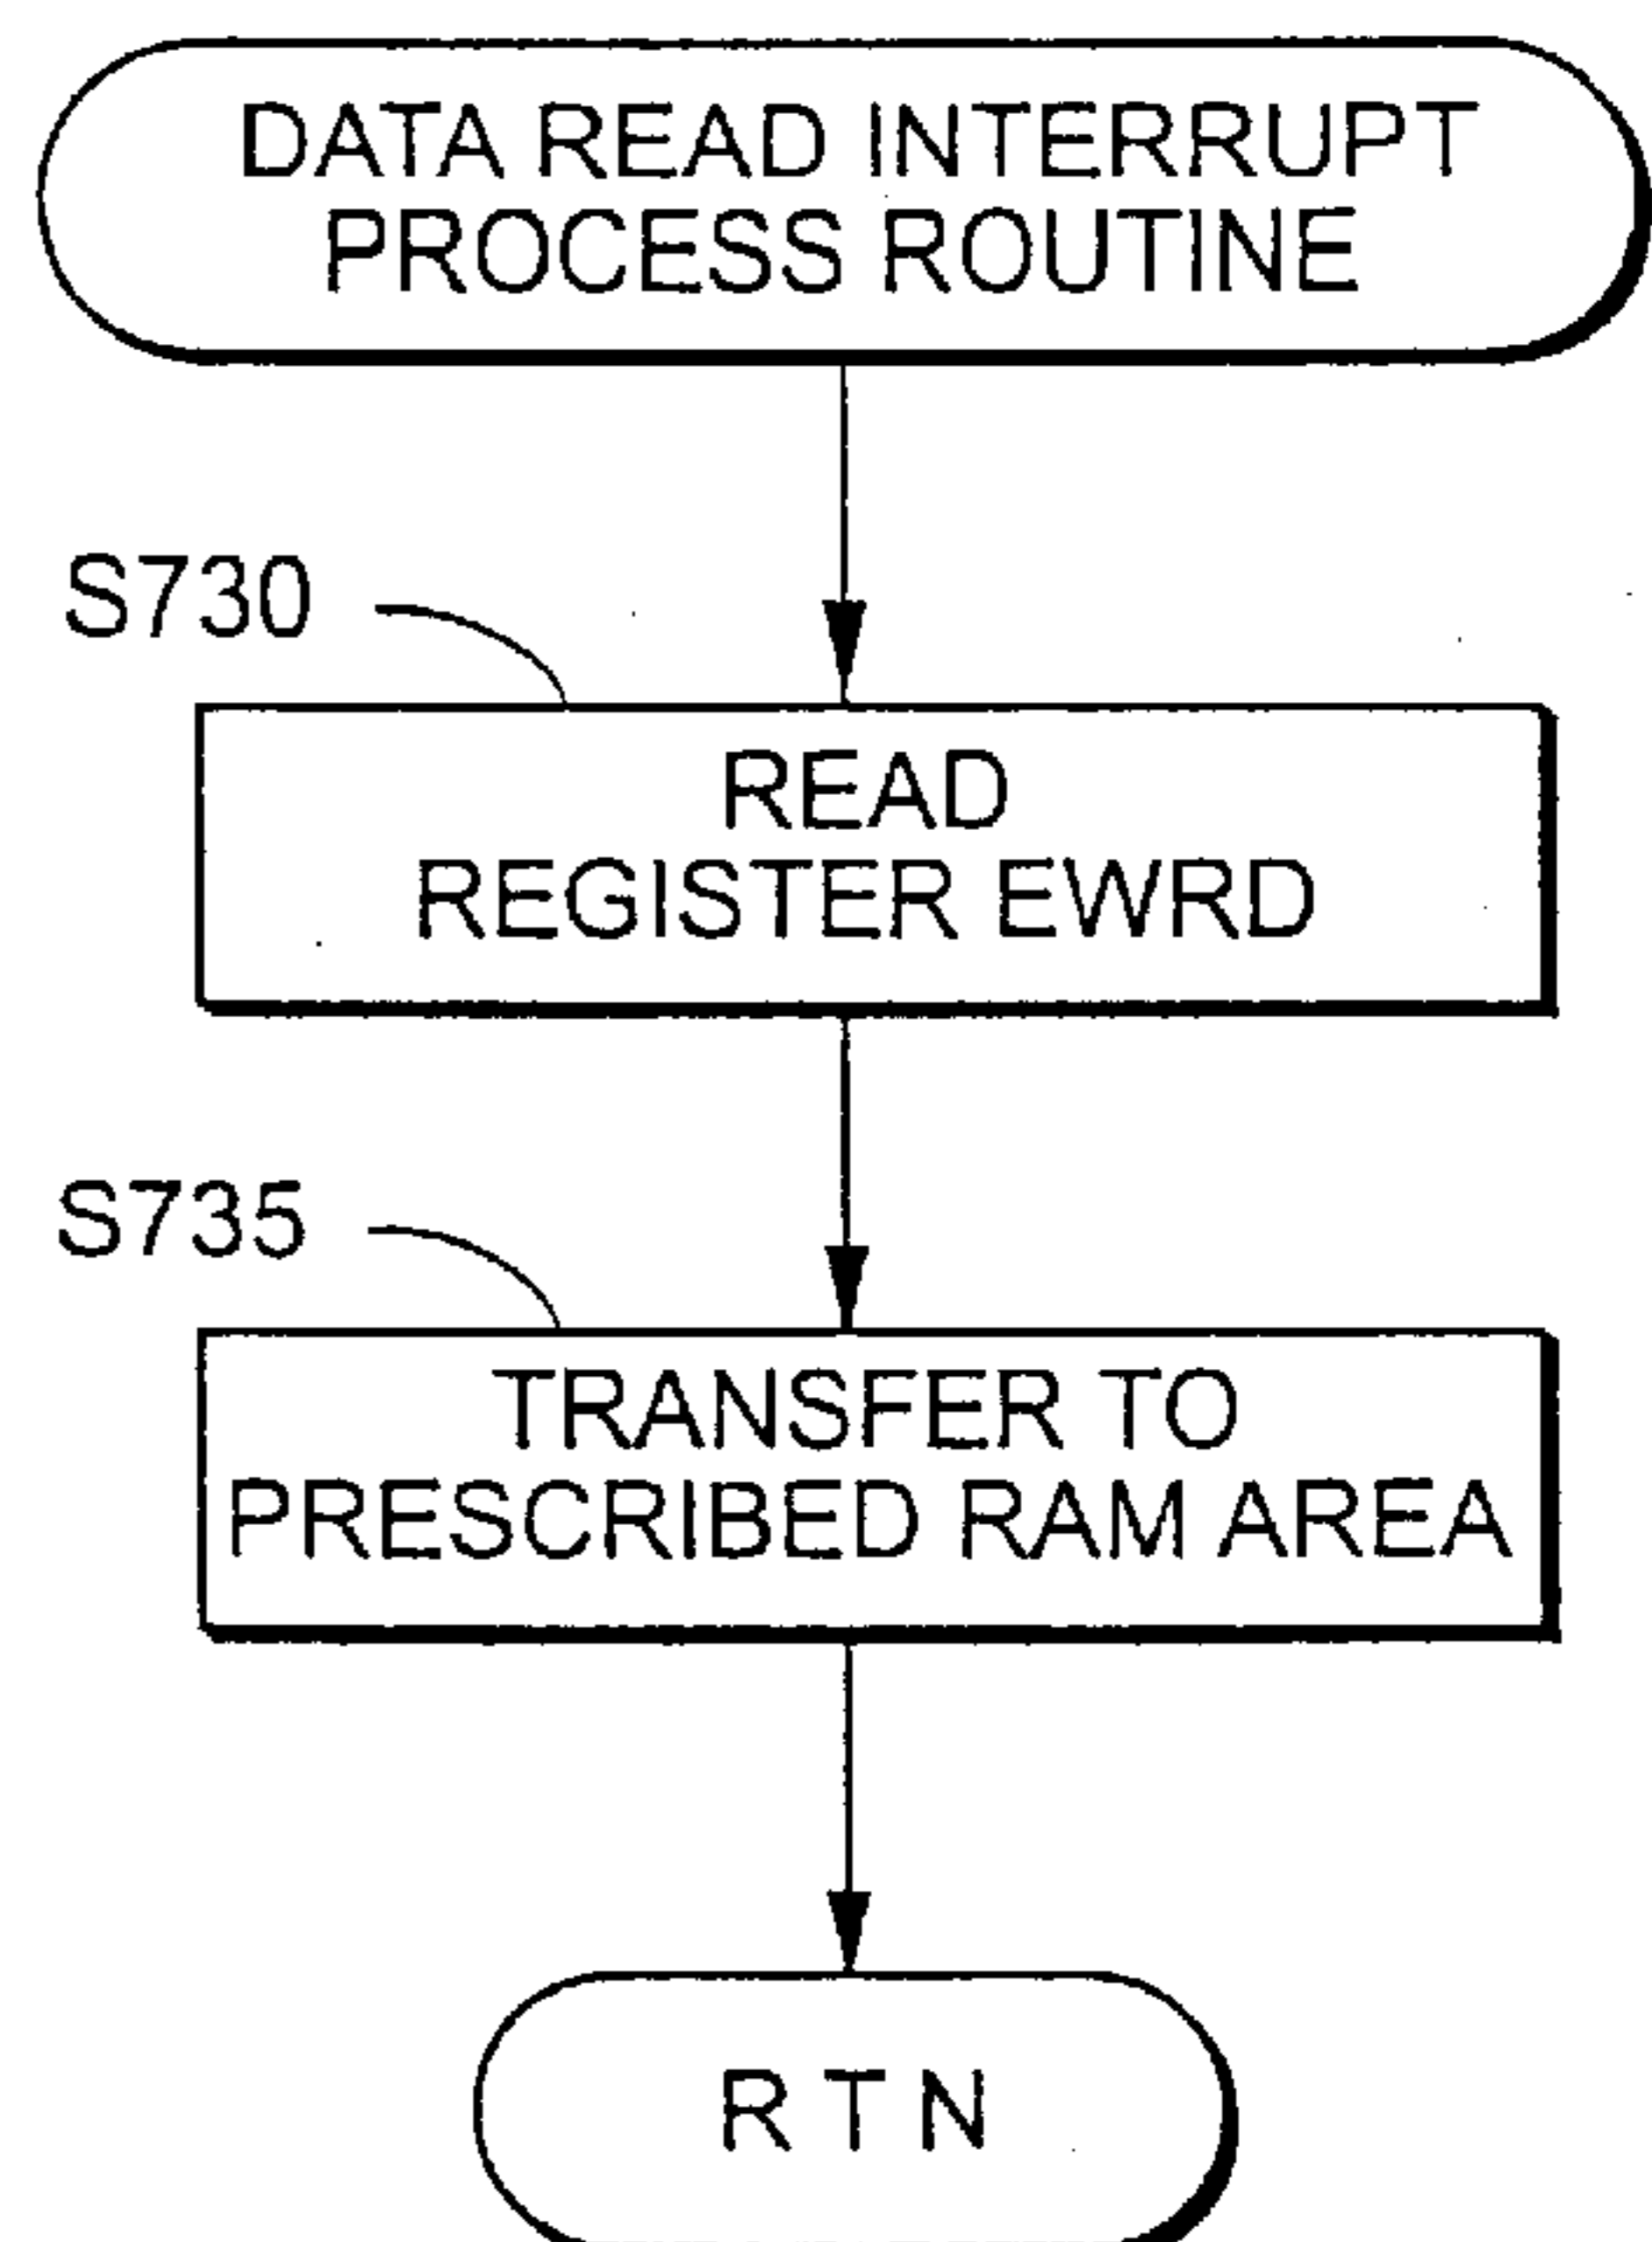 DATA READ INTERRUPT
PROCESS ROUTINE
S730
READ
REGISTER EWRD
S735
TRANSFER TO
PRESCRIBED RAM AREA
RTN